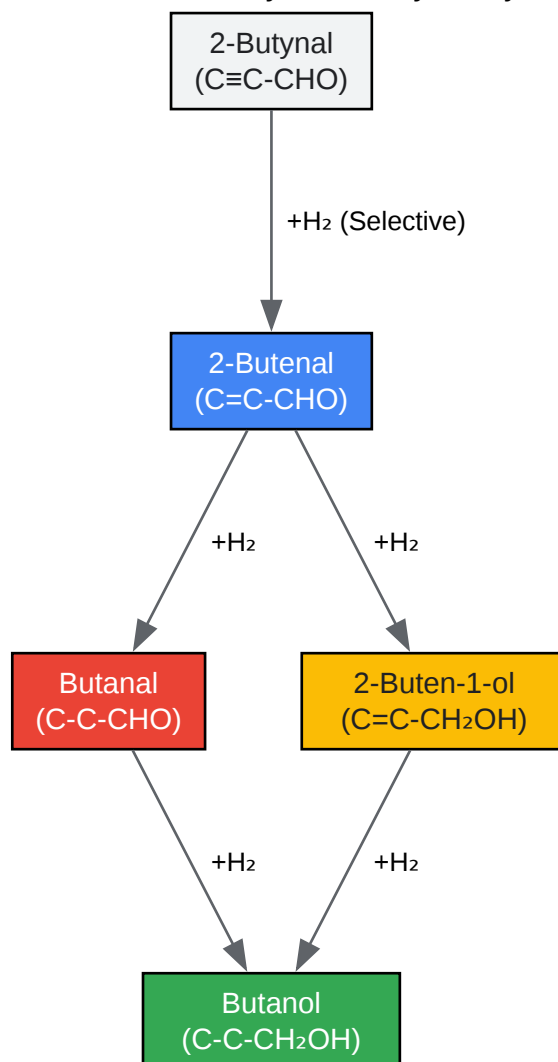 2-Butynal
(C≡C-CHO)
+H₂ (Selective)
2-Butenal
(C=C-CHO)
+H₂
+H₂
Butanal
(C-C-CHO)
2-Buten-1-ol
(C=C-CH₂OH)
+H₂
+H₂
Butanol
(C-C-CH₂OH)